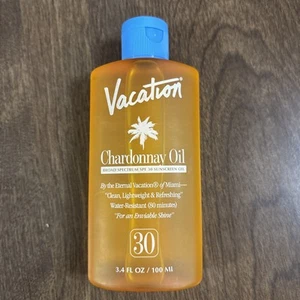 Vacation®
Chardonnay Oil
BROAD SPECTRUM SPF 30 SUNSCREEN OIL
By the Eternal Vacation® of Miami—
"Clean, Lightweight & Refreshing"
Water-Resistant (80 minutes)
"For an Enviable Shine"
30
3.4 FL OZ / 100 ML